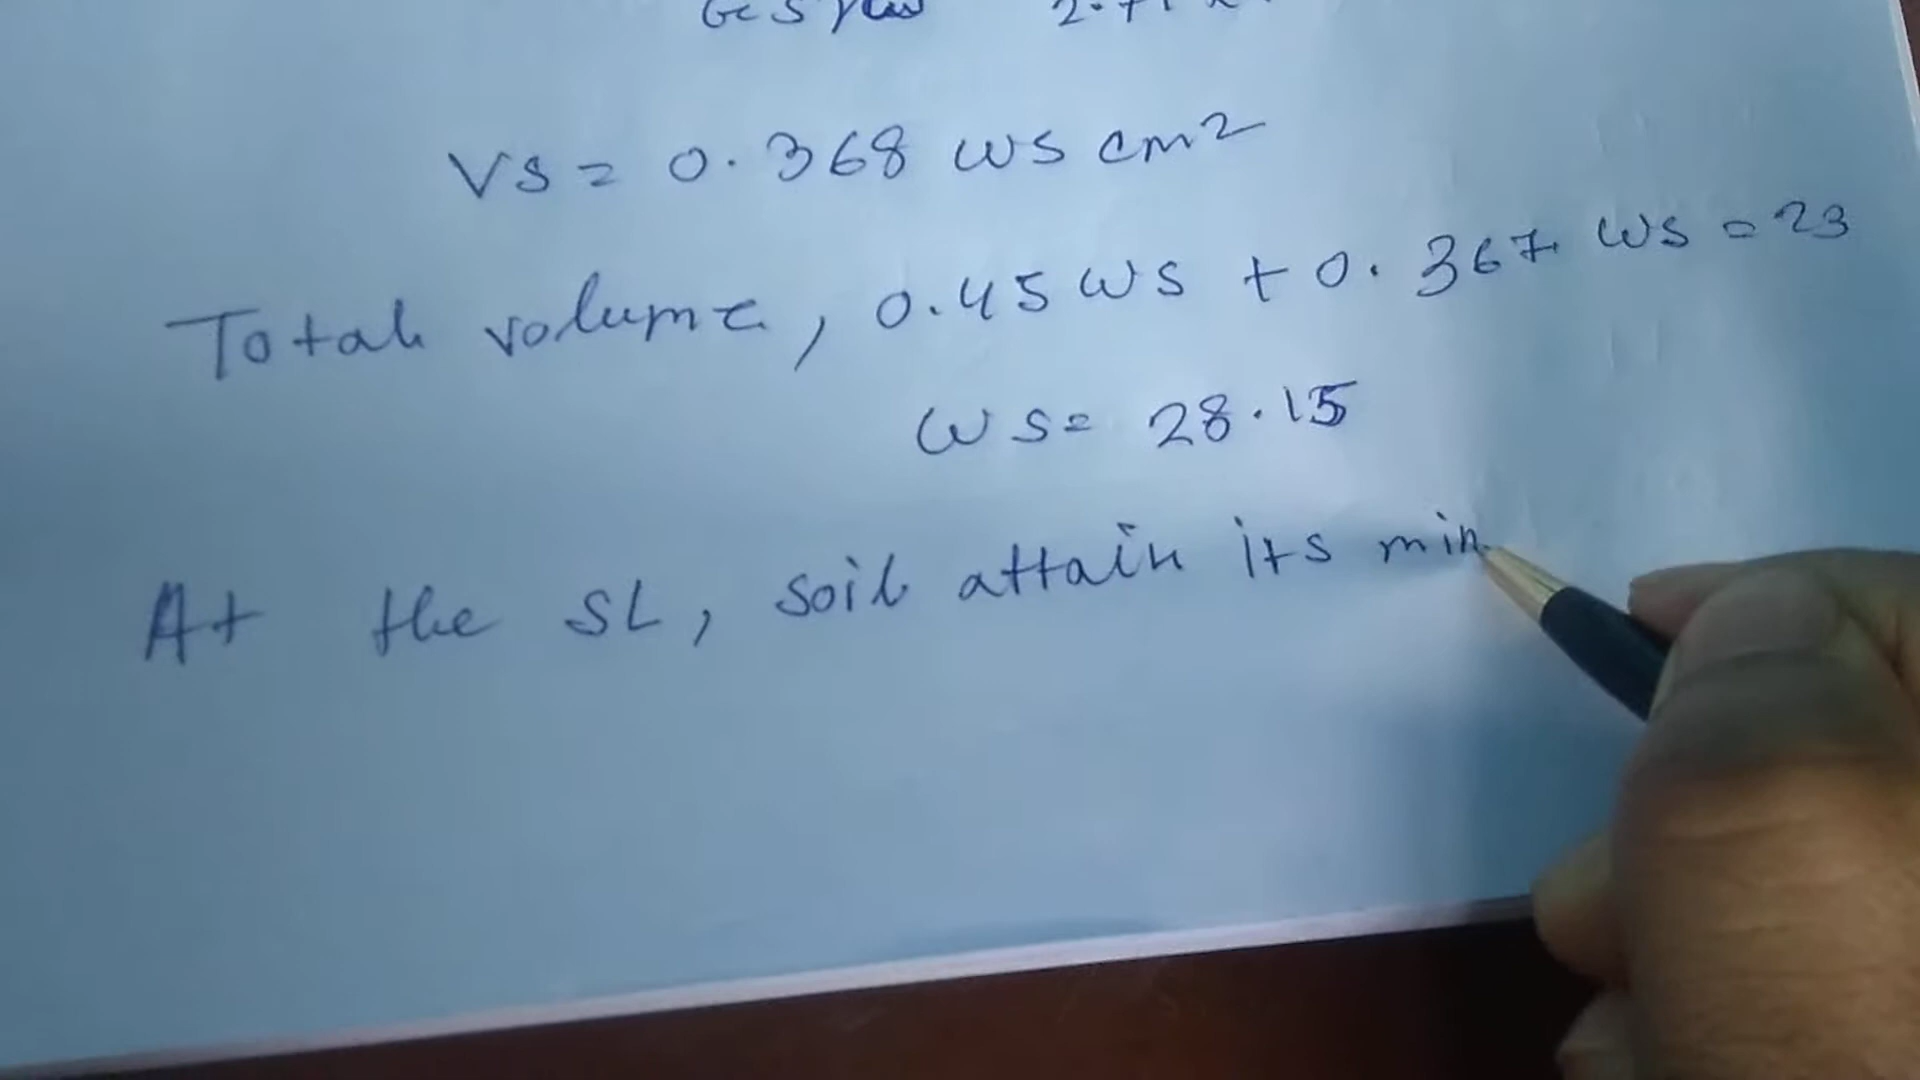 Vs = 0.368 ws cm2
Total volume, 0.45 ws + 0.367 ws = 23
ws = 28.15
At the SL, soil attain its min